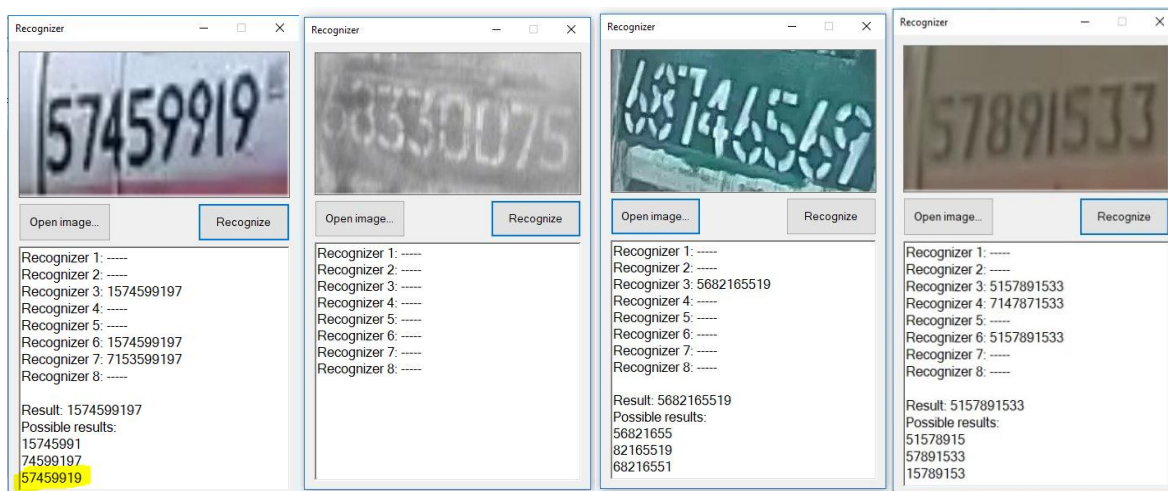 Recognizer
57459919
Open image...
Recognize
Recognizer 1: -----
Recognizer 2: -----
Recognizer 3: 1574599197
Recognizer 4: -----
Recognizer 5: -----
Recognizer 6: 1574599197
Recognizer 7: 7153599197
Recognizer 8: -----
Result: 1574599197
Possible results:
15745991
74599197
57459919
Recognizer
68330075
Open image...
Recognize
Recognizer 1: -----
Recognizer 2: -----
Recognizer 3: -----
Recognizer 4: -----
Recognizer 5: -----
Recognizer 6: -----
Recognizer 7: -----
Recognizer 8: -----
Recognizer
68746569
Open image...
Recognize
Recognizer 1: -----
Recognizer 2: -----
Recognizer 3: 5682165519
Recognizer 4: -----
Recognizer 5: -----
Recognizer 6: -----
Recognizer 7: -----
Recognizer 8: -----
Result: 5682165519
Possible results:
56821655
82165519
68216551
Recognizer
57891533
Open image...
Recognize
Recognizer 1: -----
Recognizer 2: -----
Recognizer 3: 5157891533
Recognizer 4: 7147871533
Recognizer 5: -----
Recognizer 6: 5157891533
Recognizer 7: -----
Recognizer 8: -----
Result: 5157891533
Possible results:
51578915
57891533
15789153